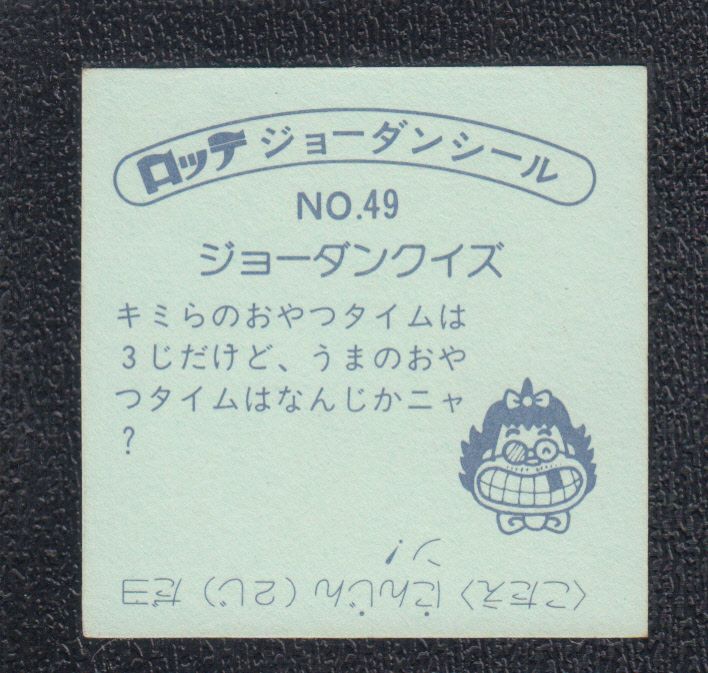 ロッテ ジョーダンシール
NO.49
ジョーダンクイズ
キミらのおやつタイムは
3じだけど、うまのおや
つタイムはなんじかニャ
?
〈こたえ〉にんじん(2じ)だヨ
ン!